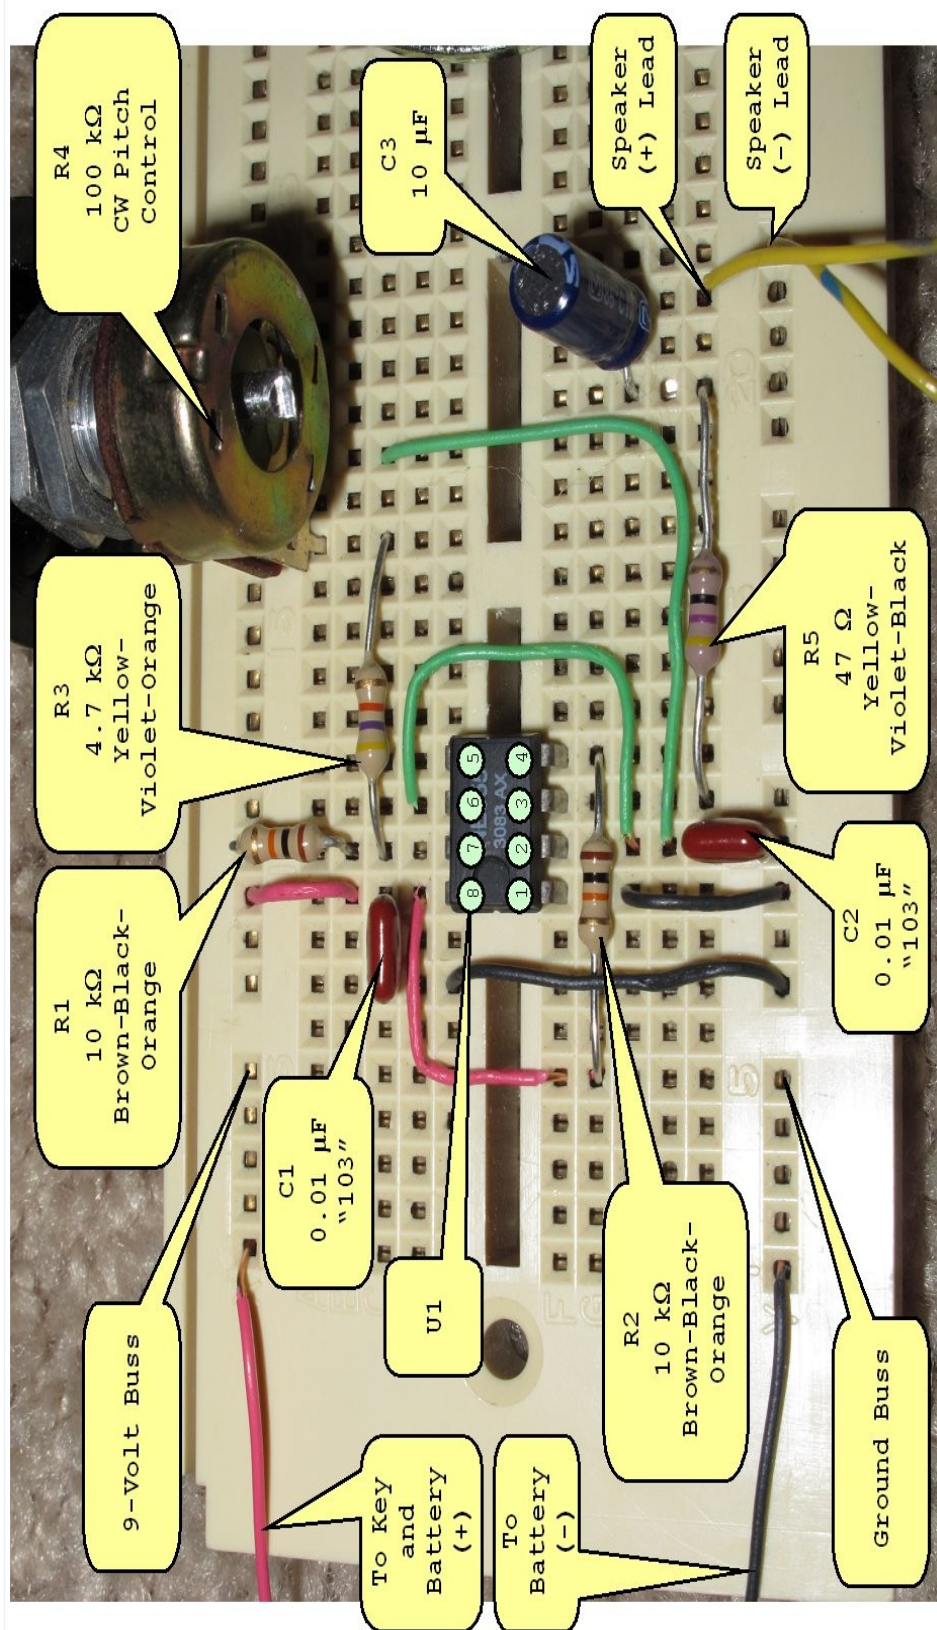 R4
100 kΩ
CW Pitch
Control
C3
10 µF
Speaker
(+) Lead
Speaker
(-) Lead
R3
4.7 kΩ
Yellow-
Violet-Orange
R5
47 Ω
Yellow-
Violet-Black
R1
10 kΩ
Brown-Black-
Orange
C1
0.01 µF
"103"
C2
0.01 µF
"103"
9-Volt Buss
U1
R2
10 kΩ
Brown-Black-
Orange
Ground Buss
To Key
and
Battery
(+)
To
Battery
(-)
8 7 6 5
1 2 3 4
3083 AX
5
20
F